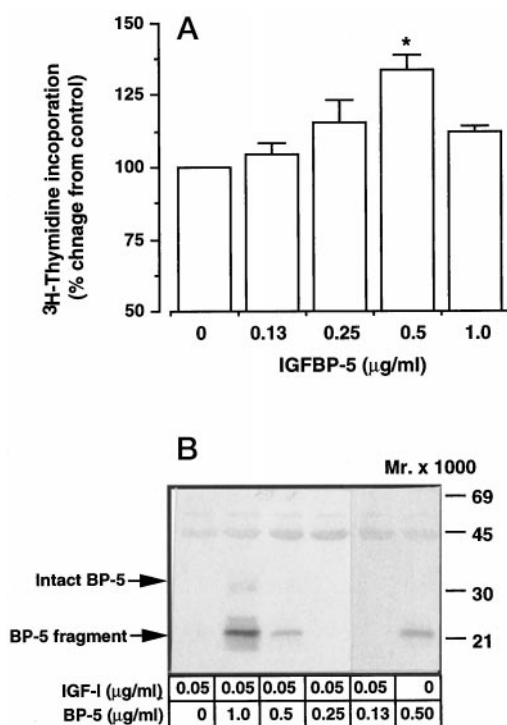 A
150
125
100
75
50
³H-Thymidine incoporation
(% chnage from control)
*
0 0.13 0.25 0.5 1.0
IGFBP-5 (µg/ml)
B
Mr. x 1000
69
45
Intact BP-5
30
BP-5 fragment
21
IGF-I (µg/ml) 0.05 0.05 0.05 0.05 0.05 0
BP-5 (µg/ml) 0 1.0 0.5 0.25 0.13 0.50